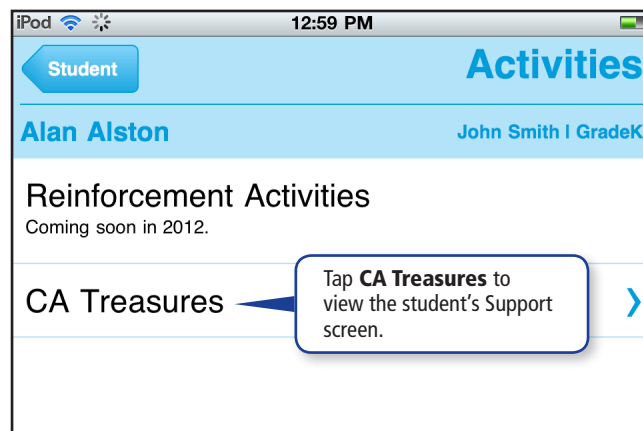 iPod 12:59 PM
Student Activities
Alan Alston John Smith | GradeK
Reinforcement Activities
Coming soon in 2012.
CA Treasures
Tap CA Treasures to
view the student's Support
screen.